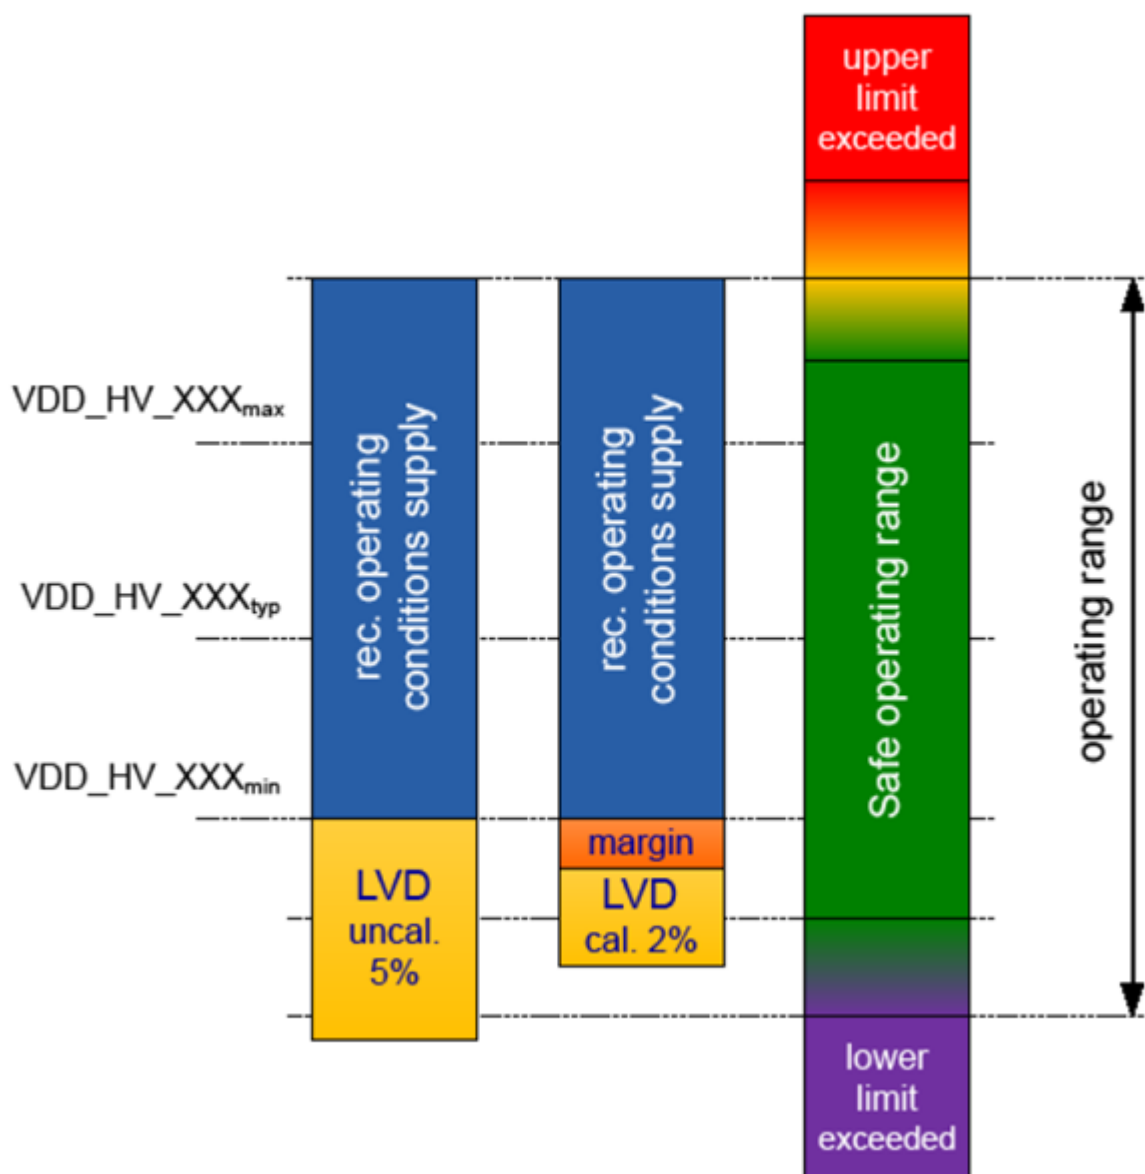 upper
limit
exceeded
VDD_HV_XXXmax
VDD_HV_XXXtyp
VDD_HV_XXXmin
rec. operating
conditions supply
LVD
uncal.
5%
rec. operating
conditions supply
margin
LVD
cal. 2%
Safe operating range
lower
limit
exceeded
operating range